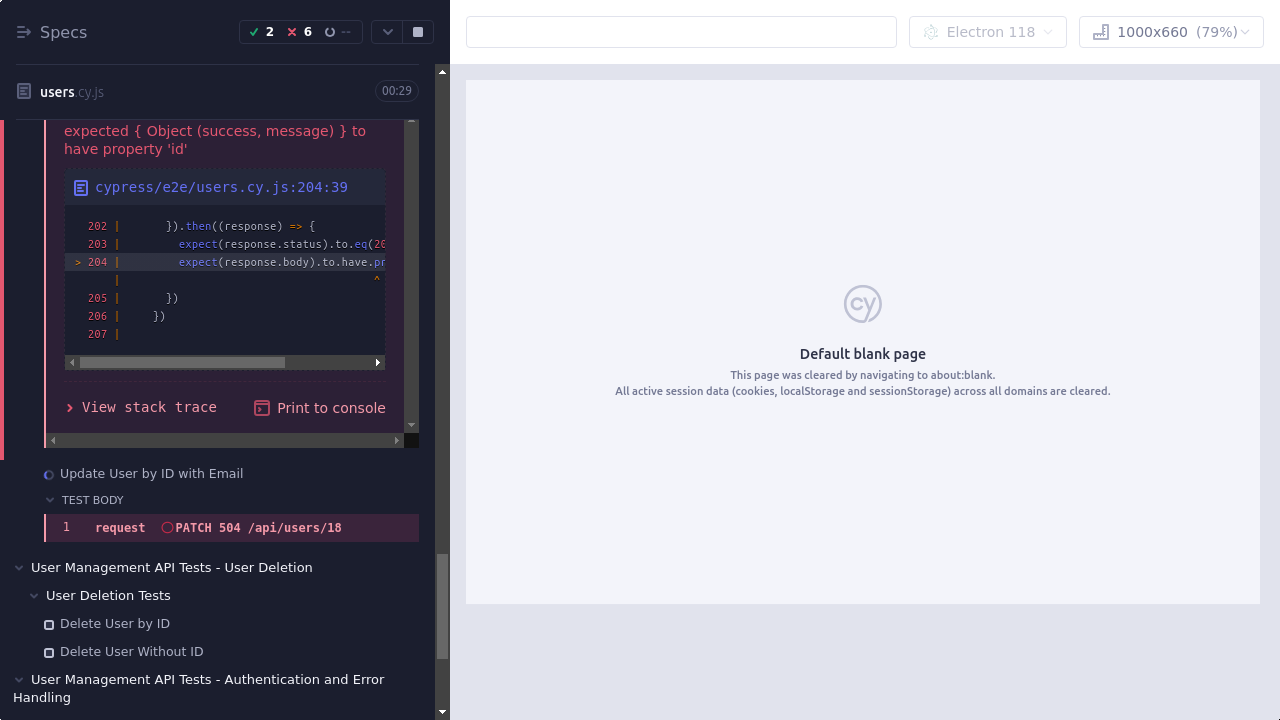 Specs
2
6
--
users.cy.js
00:29
expected { Object (success, message) } to
have property 'id'
cypress/e2e/users.cy.js:204:39
202 | }).then((response) => {
203 | expect(response.status).to.eq(20
> 204 | expect(response.body).to.have.pr
| ^
205 | })
206 | })
207 |
View stack trace
Print to console
Update User by ID with Email
TEST BODY
1 request PATCH 504 /api/users/18
User Management API Tests - User Deletion
User Deletion Tests
Delete User by ID
Delete User Without ID
User Management API Tests - Authentication and Error
Handling
Electron 118
1000x660 (79%)
cy
Default blank page
This page was cleared by navigating to about:blank.
All active session data (cookies, localStorage and sessionStorage) across all domains are cleared.